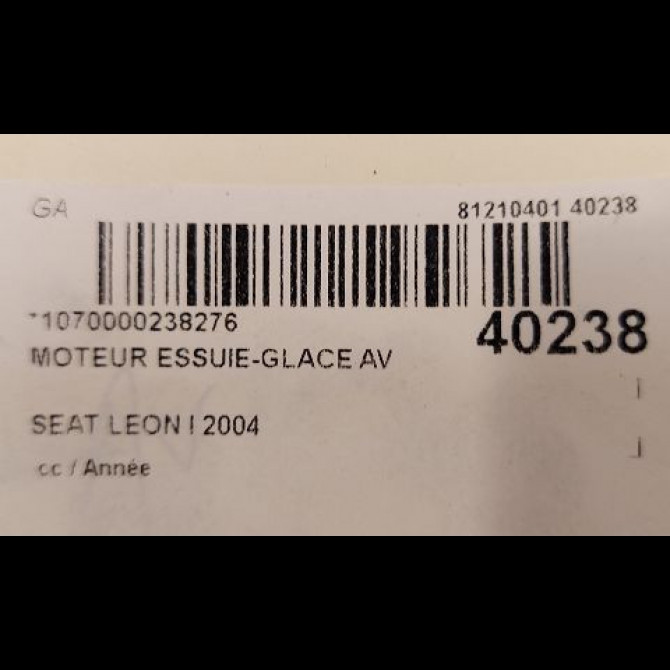 GA 81210401 40238
*1070000238276 40238
MOTEUR ESSUIE-GLACE AV
SEAT LEON I 2004
cc / Année